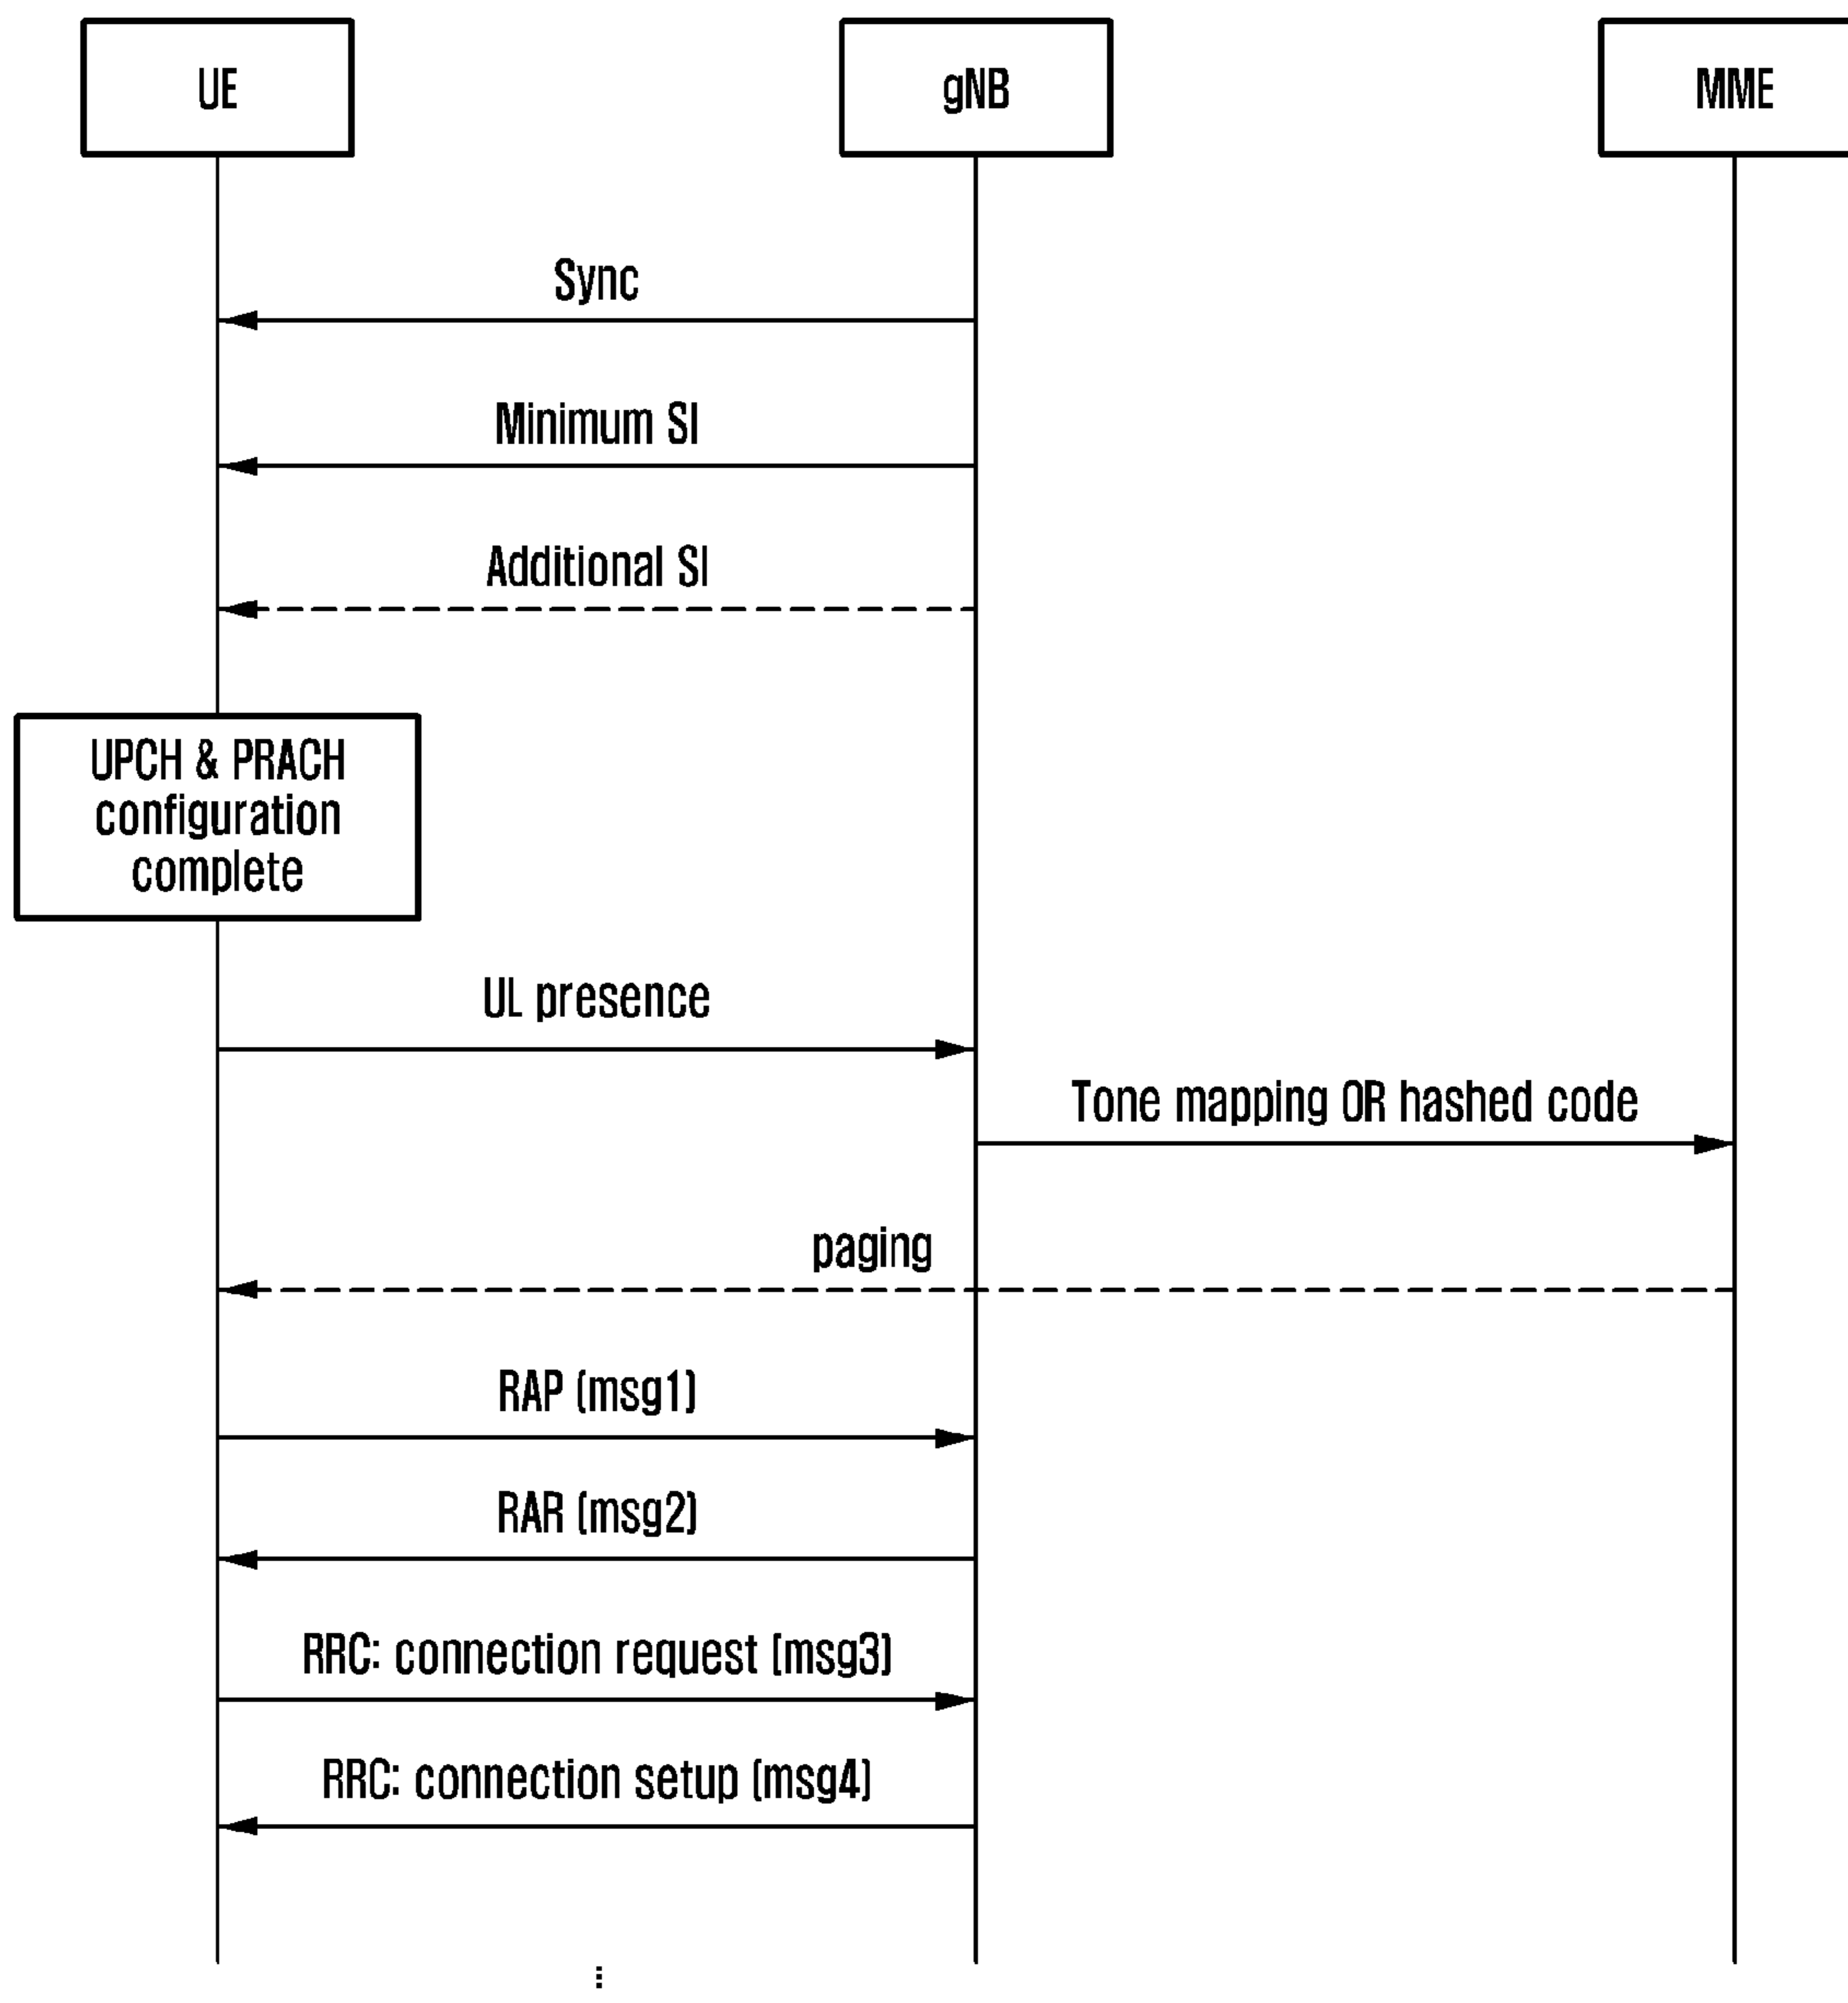 UE
gNB
MME
Sync
Minimum SI
Additional SI
UPCH & PRACH
configuration
complete
UL presence
Tone mapping OR hashed code
paging
RAP (msg1)
RAR (msg2)
RRC: connection request (msg3)
RRC: connection setup (msg4)
⋮